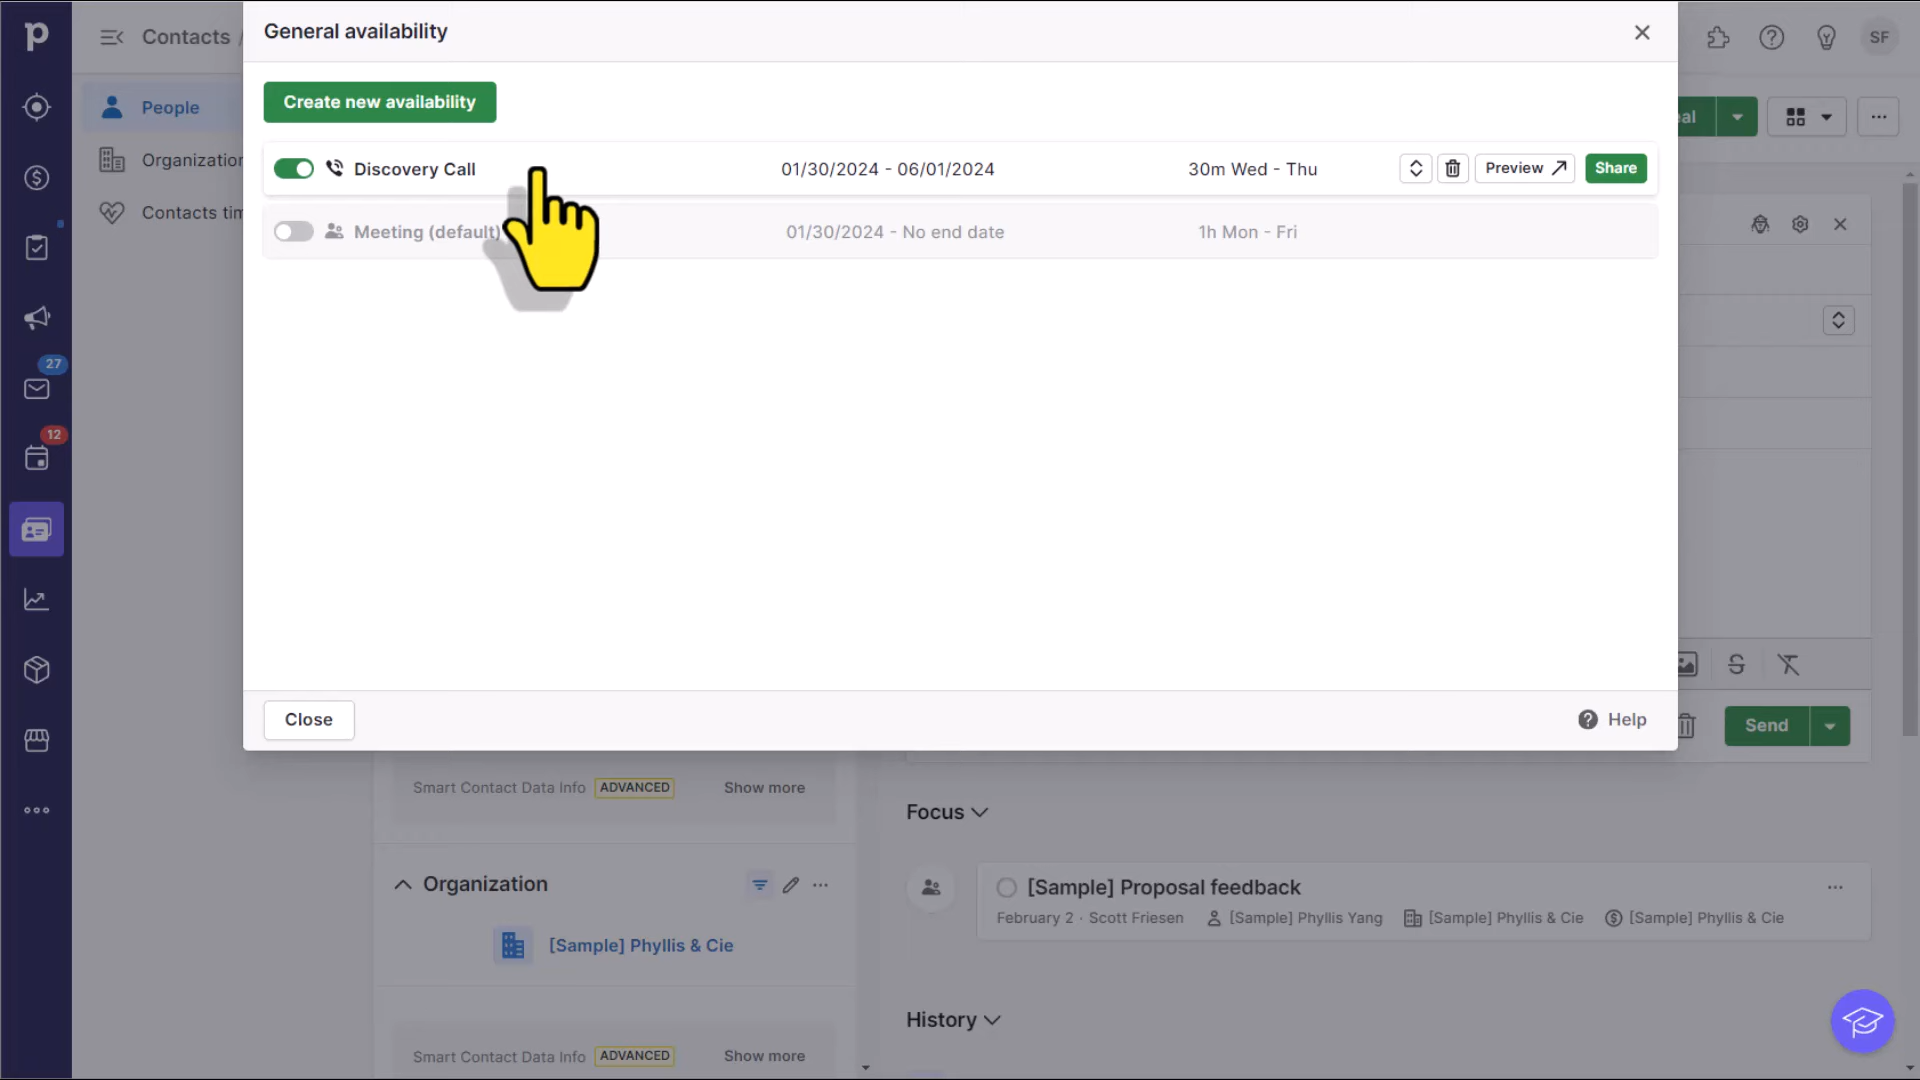 General availability
Contacts /
SF
Create new availability
People
al
Discovery Call 01/30/2024 - 06/01/2024 30m Wed - Thu Preview Share
Organization
Contacts tim
Meeting (default) 01/30/2024 - No end date 1h Mon - Fri
27
12
Close
Help
Send
Smart Contact Data Info ADVANCED Show more
Focus
Organization
[Sample] Proposal feedback
February 2 · Scott Friesen [Sample] Phyllis Yang [Sample] Phyllis & Cie [Sample] Phyllis & Cie
[Sample] Phyllis & Cie
History
Smart Contact Data Info ADVANCED Show more